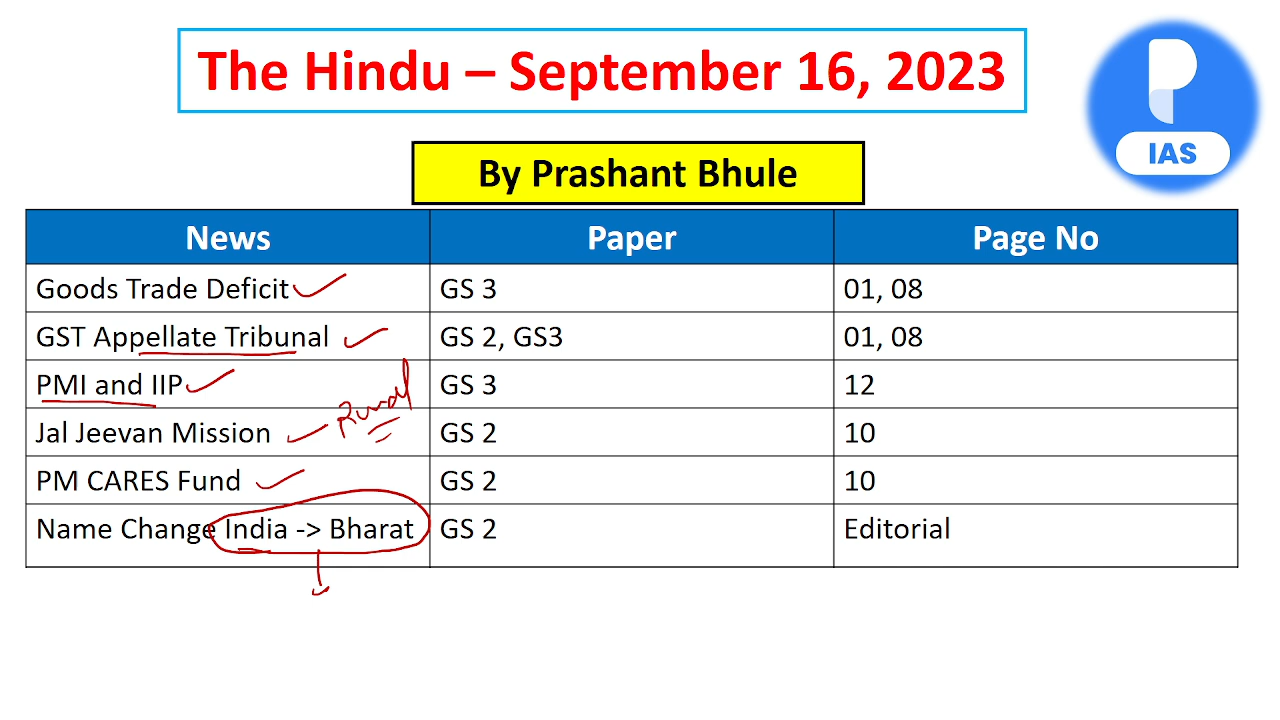 The Hindu – September 16, 2023
IAS
By Prashant Bhule
News Paper Page No
Goods Trade Deficit GS 3 01, 08
GST Appellate Tribunal GS 2, GS3 01, 08
PMI and IIP GS 3 12
Rural
Jal Jeevan Mission GS 2 10
PM CARES Fund GS 2 10
Name Change India -> Bharat GS 2 Editorial